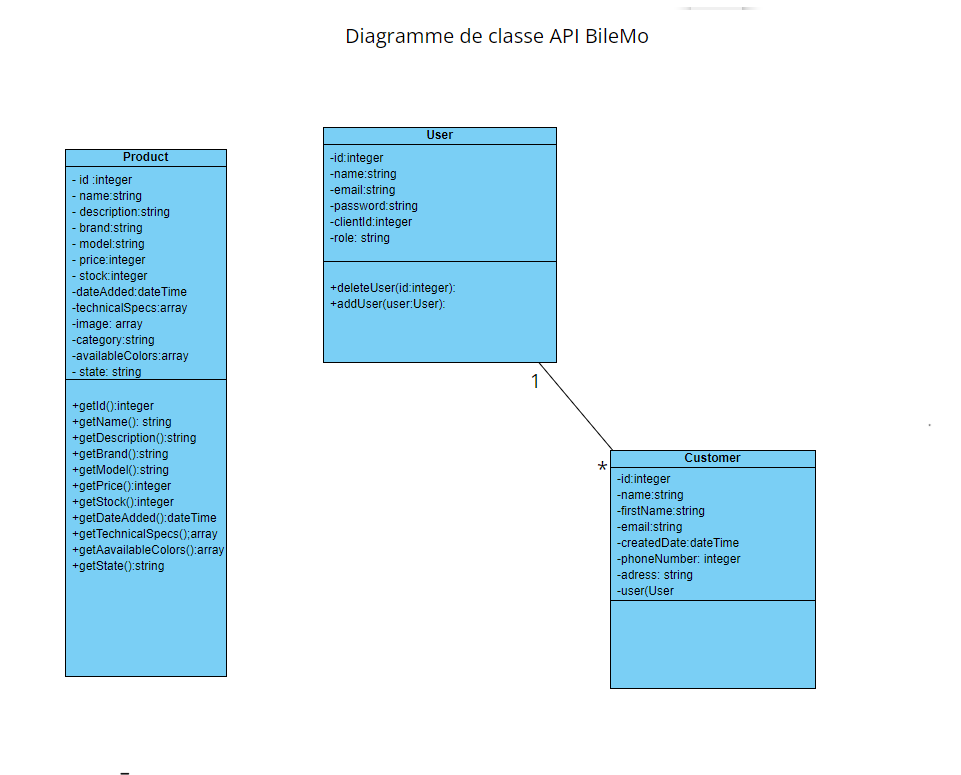 Diagramme de classe API BileMo
Product
- id :integer
- name:string
- description:string
- brand:string
- model:string
- price:integer
- stock:integer
-dateAdded:dateTime
-technicalSpecs:array
-image: array
-category:string
-availableColors:array
- state: string
+getId():integer
+getName(): string
+getDescription():string
+getBrand():string
+getModel():string
+getPrice():integer
+getStock():integer
+getDateAdded():dateTime
+getTechnicalSpecs();array
+getAavailableColors():array
+getState():string
User
-id:integer
-name:string
-email:string
-password:string
-clientId:integer
-role: string
+deleteUser(id:integer):
+addUser(user:User):
1
*
Customer
-id:integer
-name:string
-firstName:string
-email:string
-createdDate:dateTime
-phoneNumber: integer
-adress: string
-user(User